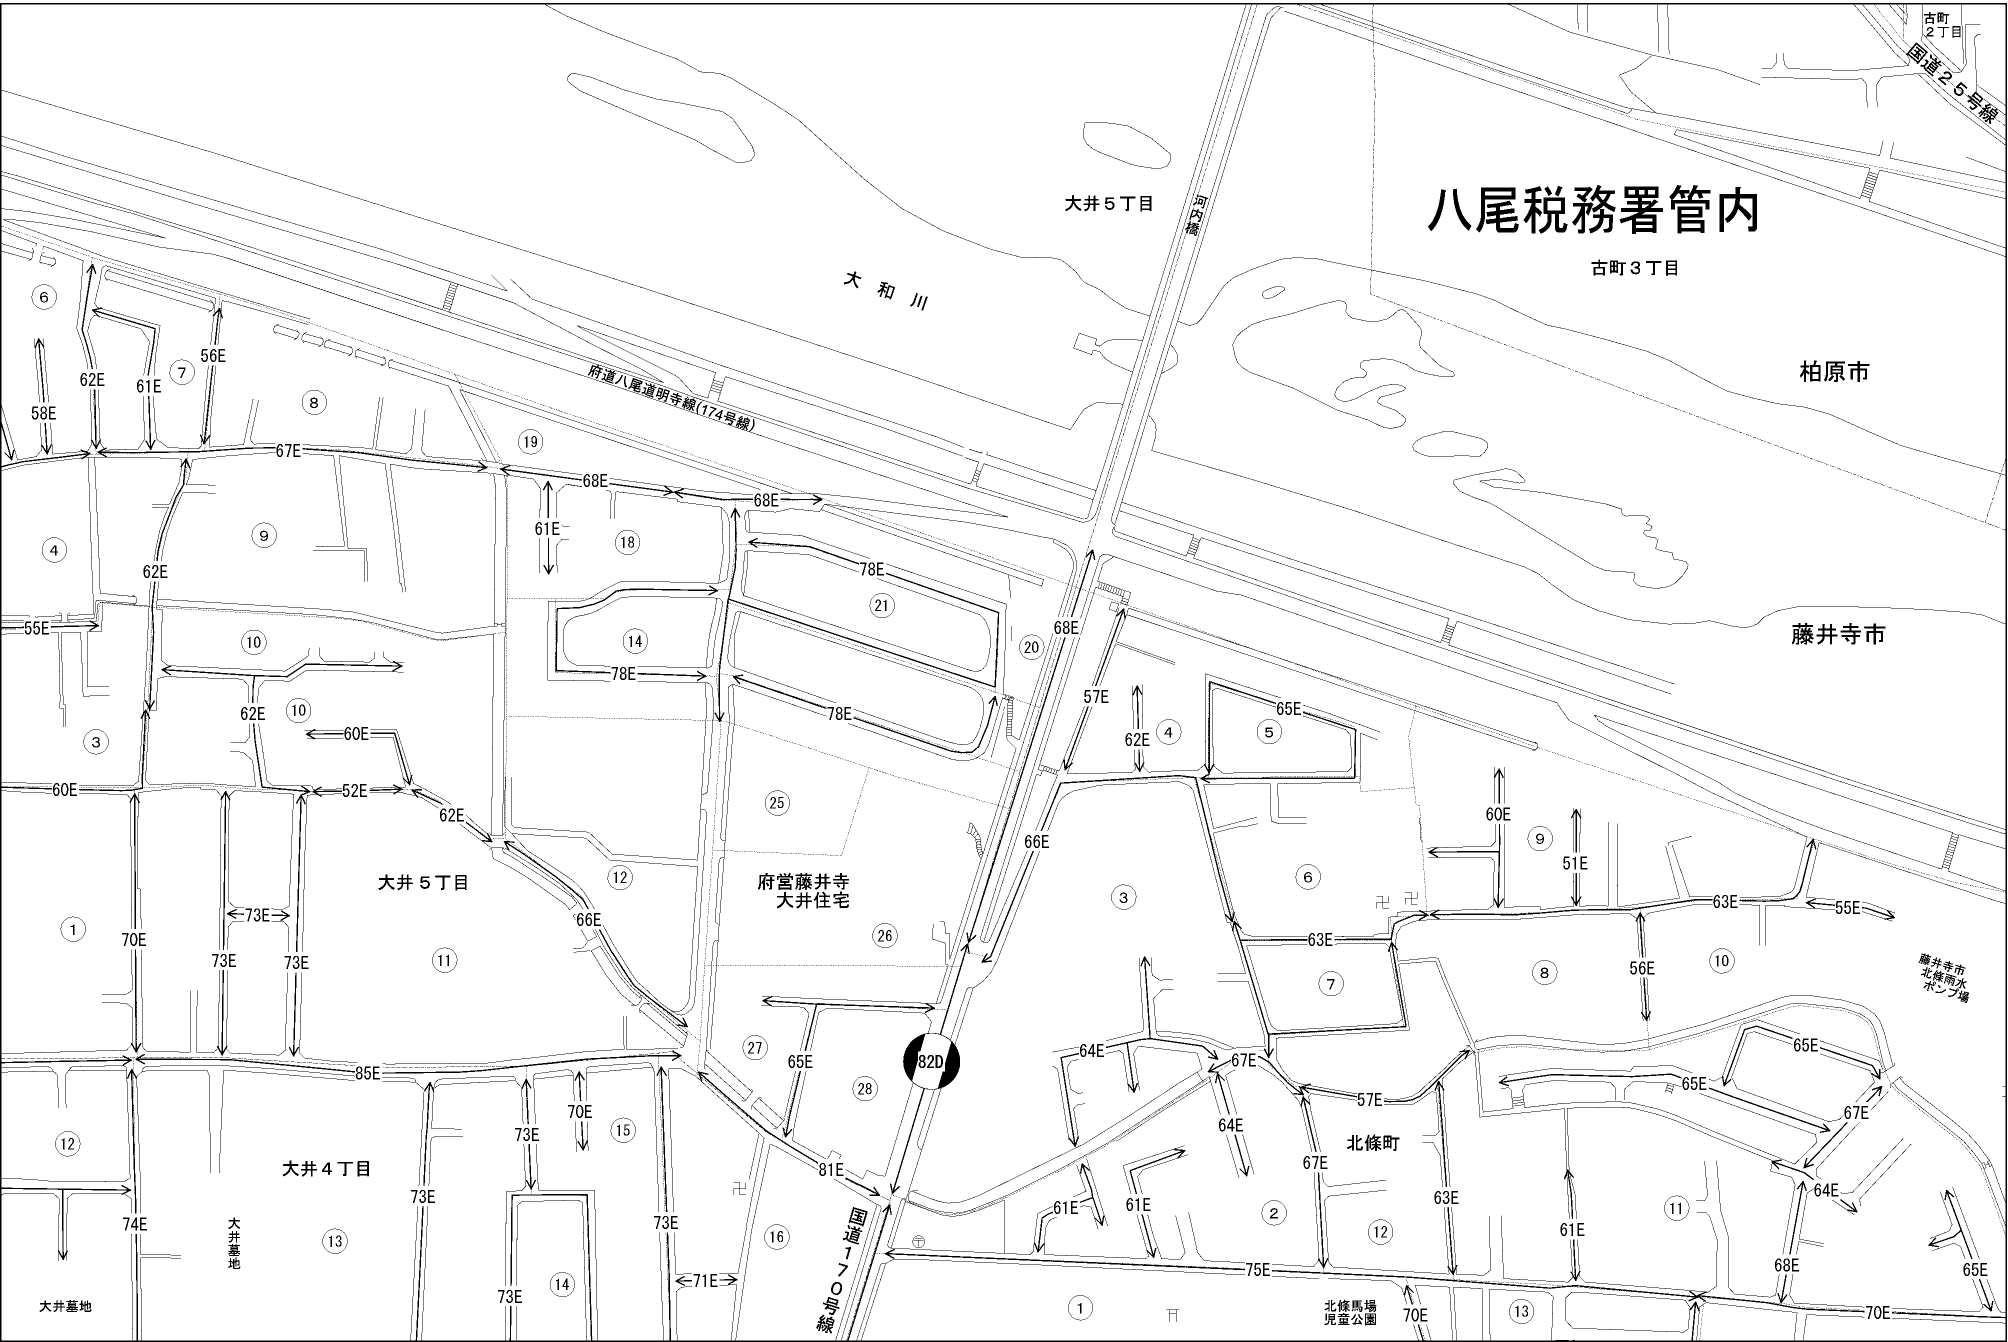 古町
２丁目
国道２５号線
河内橋
大井５丁目
八尾税務署管内
古町３丁目
大和川
柏原市
藤井寺市
府道八尾道明寺線(174号線)
⑥
⑦
⑧
⑲
62E
61E
56E
58E
67E
68E
68E
61E
⑱
④
⑨
62E
78E
㉑
55E
⑩
⑭
78E
⑳
68E
62E
⑩
③
60E
78E
57E
62E
④
65E
⑤
60E
52E
62E
㉕
66E
60E
⑨
51E
大井５丁目
⑫
府営藤井寺
大井住宅
③
⑥
63E
55E
①
70E
73E
73E
73E
⑪
66E
㉖
63E
⑦
⑧
56E
⑩
藤井寺市
北條雨水
ポンプ場
㉗
65E
82D
64E
67E
65E
65E
85E
㉘
57E
67E
⑫
大井４丁目
73E
70E
⑮
81E
64E
北條町
67E
74E
73E
73E
61E
61E
②
⑫
63E
61E
⑪
64E
大井墓地
⑬
⑯
国道１７０号線
〒
75E
68E
65E
大井墓地
73E
⑭
71E
①
北條馬場
児童公園
70E
⑬
70E